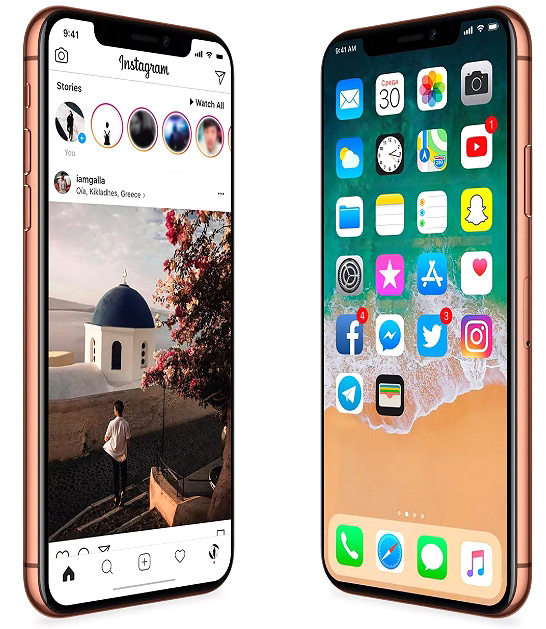 9:41
Instagram
Stories
Watch All
You
iamgalla
Oia, Kikladhes, Greece
9:41 AM
Среда
30
1
4
3